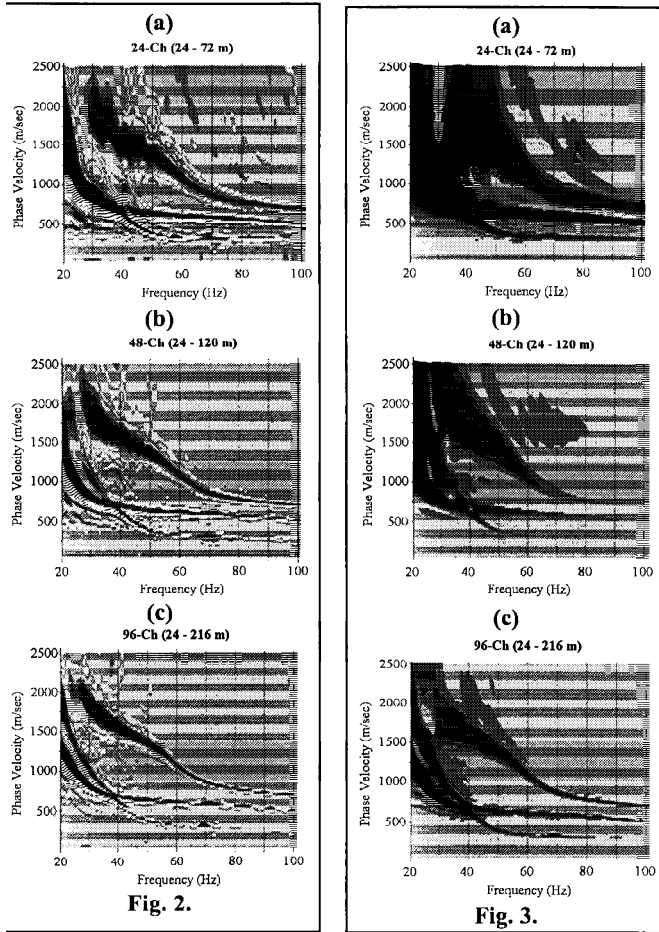 (a)
24-Ch (24 - 72 m)
2500
2000
1500
1000
500
Phase Velocity (m/sec)
20 40 60 80 100
Frequency (Hz)
(b)
48-Ch (24 - 120 m)
2500
2000
1500
1000
500
Phase Velocity (m/sec)
20 40 60 80 100
Frequency (Hz)
(c)
96-Ch (24 - 216 m)
2500
2000
1500
1000
500
Phase Velocity (m/sec)
20 40 60 80 100
Frequency (Hz)
Fig. 2.
(a)
24-Ch (24 - 72 m)
2500
2000
1500
1000
500
Phase Velocity (m/sec)
20 40 60 80 100
Frequency (Hz)
(b)
48-Ch (24 - 120 m)
2500
2000
1500
1000
500
Phase Velocity (m/sec)
20 40 60 80 100
Frequency (Hz)
(c)
96-Ch (24 - 216 m)
2500
2000
1500
1000
500
Phase Velocity (m/sec)
20 40 60 80 100
Frequency (Hz)
Fig. 3.